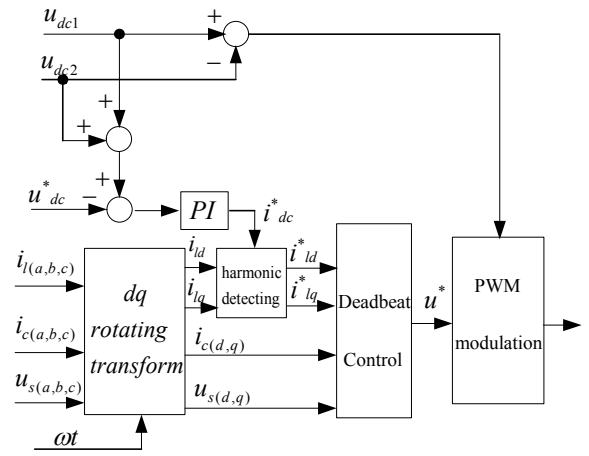 u_dc1
+
−
u_dc2
+
+
+
u*_dc
−
PI
i*_dc
i_l(a,b,c)
i_c(a,b,c)
u_s(a,b,c)
ωt
dq
rotating
transform
i_ld
i_lq
i_c(d,q)
u_s(d,q)
harmonic
detecting
i*_ld
i*_lq
Deadbeat
Control
u*
PWM
modulation